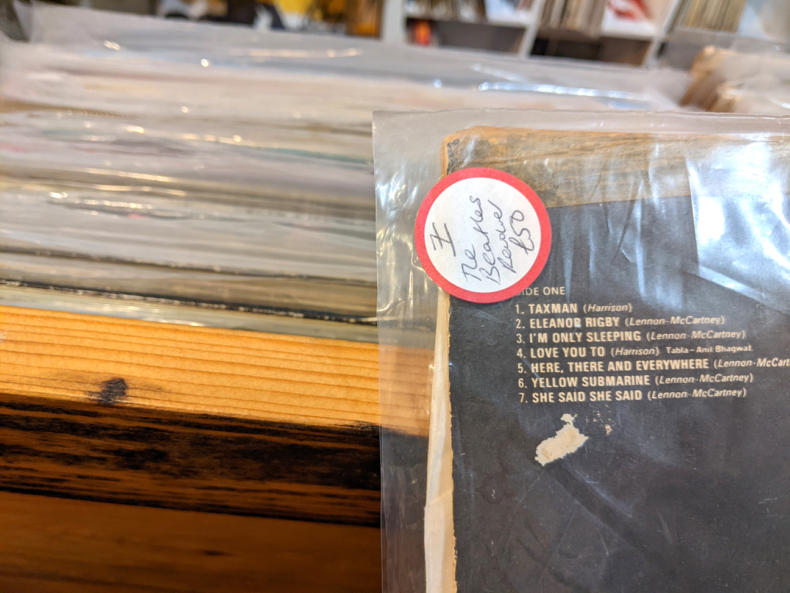 The
Beatles
Revolver
£50
SIDE ONE
1. TAXMAN (Harrison)
2. ELEANOR RIGBY (Lennon-McCartney)
3. I'M ONLY SLEEPING (Lennon-McCartney)
4. LOVE YOU TO (Harrison) Tabla-Anil Bhagwat
5. HERE, THERE AND EVERYWHERE (Lennon-McCart
6. YELLOW SUBMARINE (Lennon-McCartney)
7. SHE SAID SHE SAID (Lennon-McCartney)